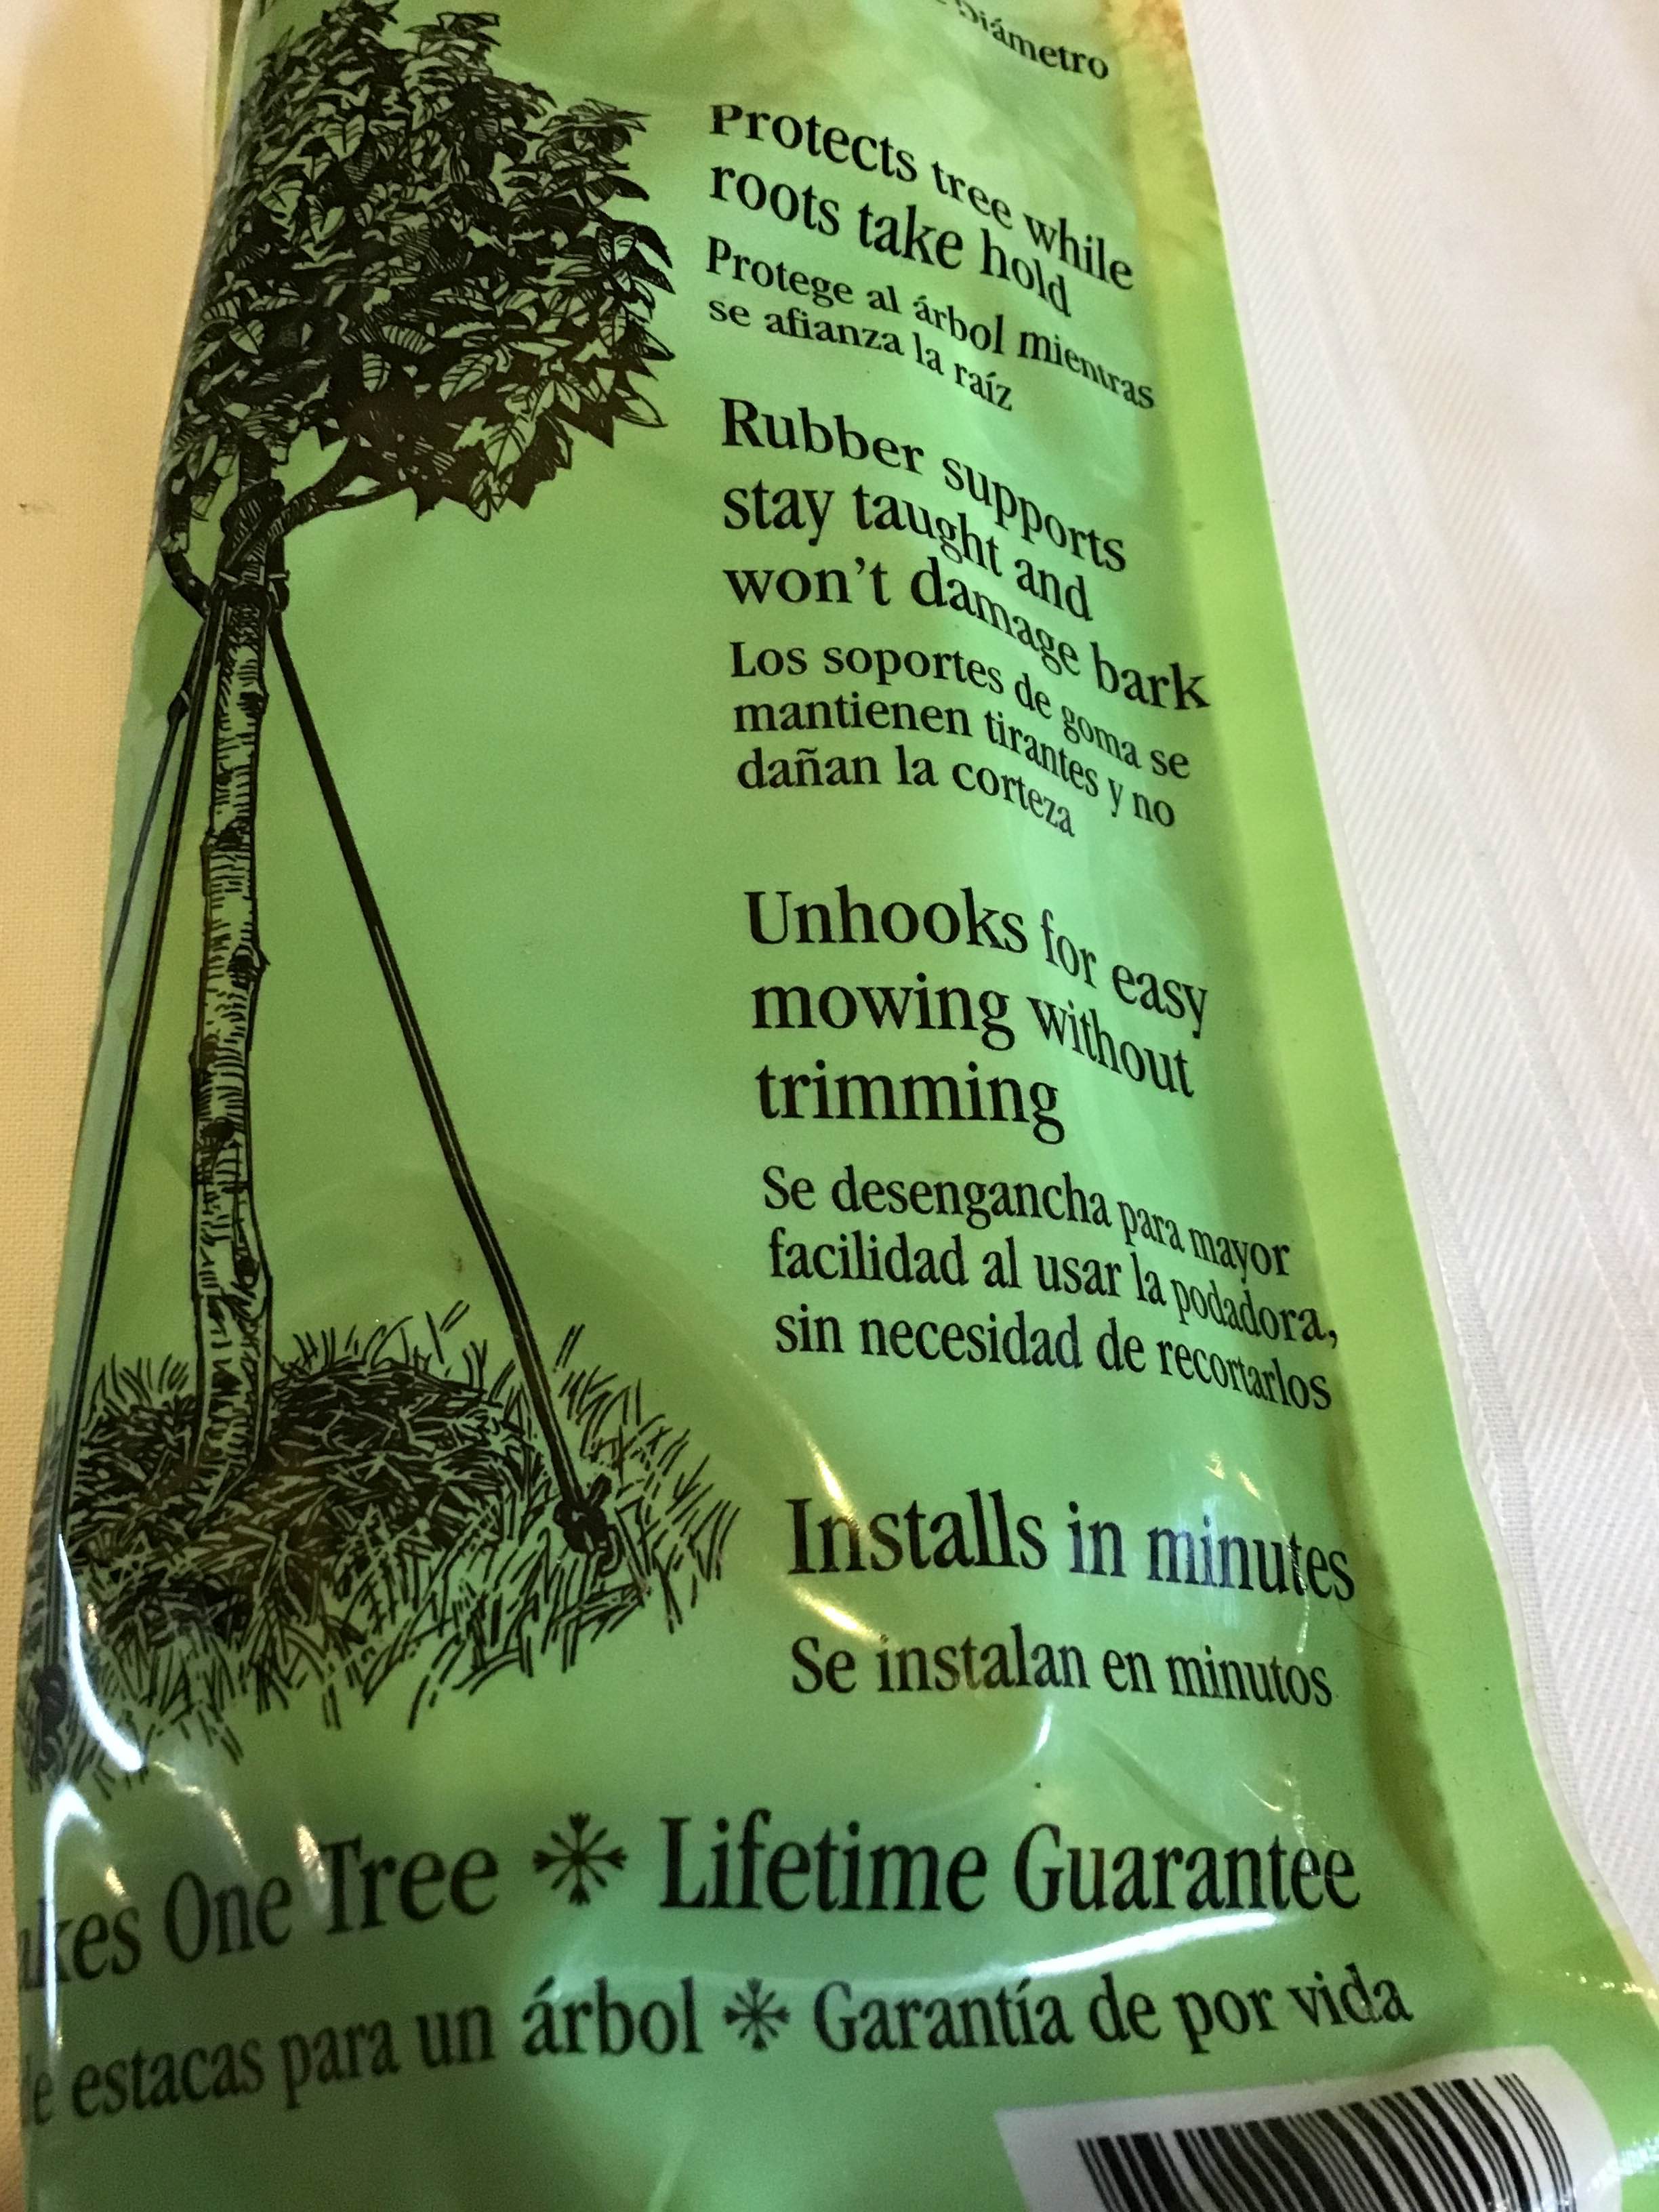 Diámetro
Protects tree while
roots take hold
Protege al árbol mientras
se afianza la raíz
Rubber supports
stay taught and
won't damage bark
Los soportes de goma se
mantienen tirantes y no
dañan la corteza
Unhooks for easy
mowing without
trimming
Se desengancha para mayor
facilidad al usar la podadora,
sin necesidad de recortarlos
Installs in minutes
Se instalan en minutos
One Tree * Lifetime Guarantee
estacas para un árbol * Garantía de por vida